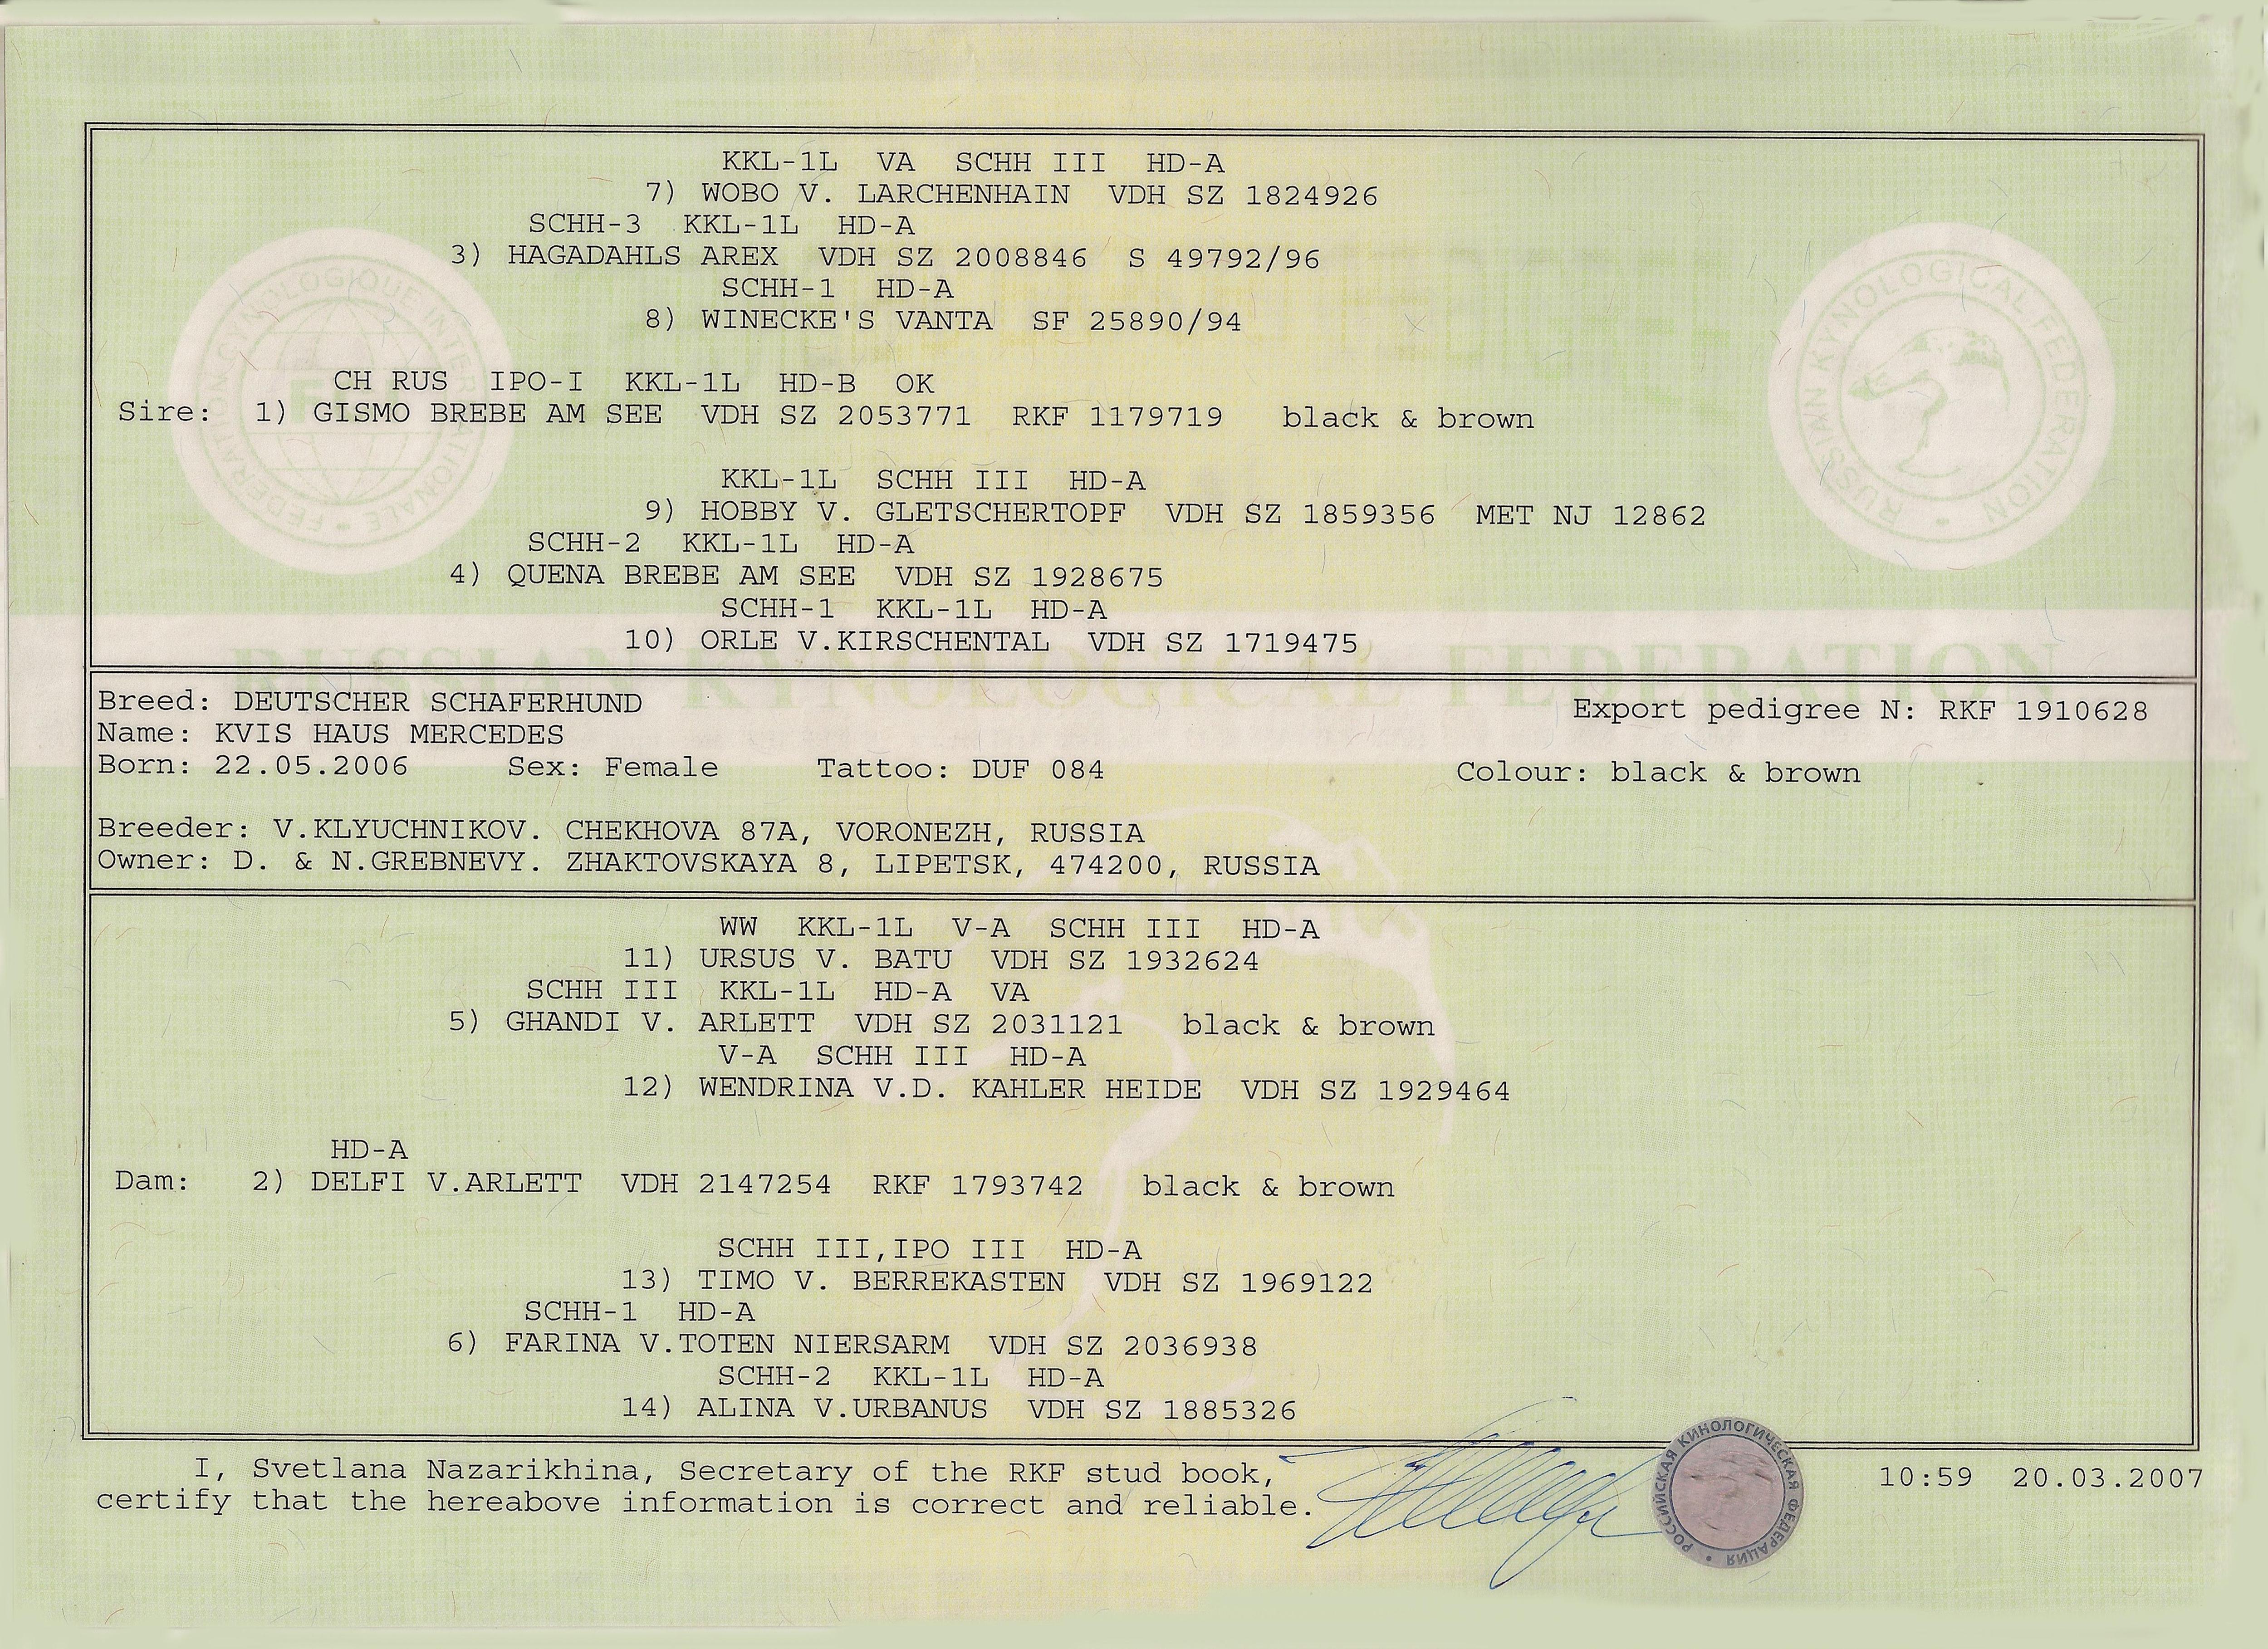 KKL-1L VA SCHH III HD-A
7) WOBO V. LARCHENHAIN VDH SZ 1824926
SCHH-3 KKL-1L HD-A
3) HAGADAHLS AREX VDH SZ 2008846 S 49792/96
SCHH-1 HD-A
8) WINECKE'S VANTA SF 25890/94
FEDERATION CYNOLOGIQUE INTERNATIONALE
RUSSIAN KYNOLOGICAL FEDERATION
CH RUS IPO-I KKL-1L HD-B OK
Sire: 1) GISMO BREBE AM SEE VDH SZ 2053771 RKF 1179719 black & brown
KKL-1L SCHH III HD-A
9) HOBBY V. GLETSCHERTOPF VDH SZ 1859356 MET NJ 12862
SCHH-2 KKL-1L HD-A
4) QUENA BREBE AM SEE VDH SZ 1928675
SCHH-1 KKL-1L HD-A
10) ORLE V.KIRSCHENTAL VDH SZ 1719475
RUSSIAN KYNOLOGICAL FEDERATION
Breed: DEUTSCHER SCHAFERHUND Export pedigree N: RKF 1910628
Name: KVIS HAUS MERCEDES
Born: 22.05.2006 Sex: Female Tattoo: DUF 084 Colour: black & brown
Breeder: V.KLYUCHNIKOV. CHEKHOVA 87A, VORONEZH, RUSSIA
Owner: D. & N.GREBNEVY. ZHAKTOVSKAYA 8, LIPETSK, 474200, RUSSIA
WW KKL-1L V-A SCHH III HD-A
11) URSUS V. BATU VDH SZ 1932624
SCHH III KKL-1L HD-A VA
5) GHANDI V. ARLETT VDH SZ 2031121 black & brown
V-A SCHH III HD-A
12) WENDRINA V.D. KAHLER HEIDE VDH SZ 1929464
HD-A
Dam: 2) DELFI V.ARLETT VDH 2147254 RKF 1793742 black & brown
SCHH III,IPO III HD-A
13) TIMO V. BERREKASTEN VDH SZ 1969122
SCHH-1 HD-A
6) FARINA V.TOTEN NIERSARM VDH SZ 2036938
SCHH-2 KKL-1L HD-A
14) ALINA V.URBANUS VDH SZ 1885326
I, Svetlana Nazarikhina, Secretary of the RKF stud book,
certify that the hereabove information is correct and reliable.
РОССИЙСКАЯ КИНОЛОГИЧЕСКАЯ ФЕДЕРАЦИЯ
10:59 20.03.2007